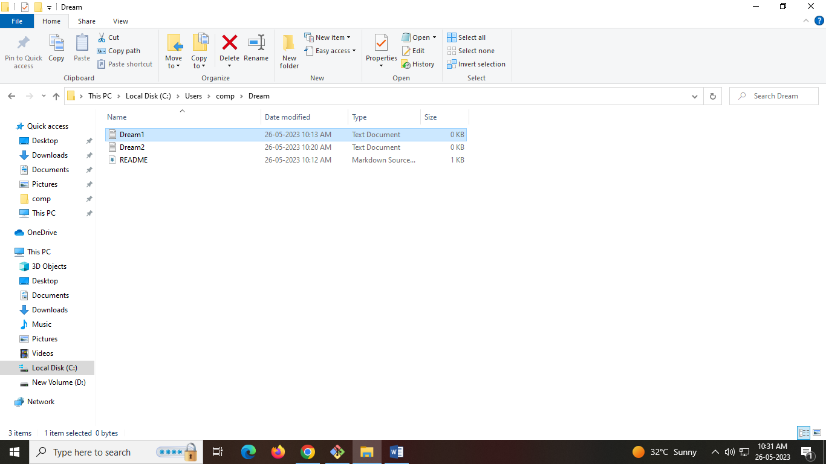 Dream
File Home Share View
Pin to Quick access
Copy
Paste
Cut
Copy path
Paste shortcut
Clipboard
Move to
Copy to
Delete
Rename
Organize
New folder
New item
Easy access
New
Properties
Open
Edit
History
Open
Select all
Select none
Invert selection
Select
This PC > Local Disk (C:) > Users > comp > Dream
Search Dream
Name Date modified Type Size
Dream1 26-05-2023 10:13 AM Text Document 0 KB
Dream2 26-05-2023 10:20 AM Text Document 0 KB
README 26-05-2023 10:12 AM Markdown Source... 1 KB
Quick access
Desktop
Downloads
Documents
Pictures
comp
This PC
OneDrive
This PC
3D Objects
Desktop
Documents
Downloads
Music
Pictures
Videos
Local Disk (C:)
New Volume (D:)
Network
3 items 1 item selected 0 bytes
Type here to search
32°C Sunny
10:31 AM
26-05-2023
1